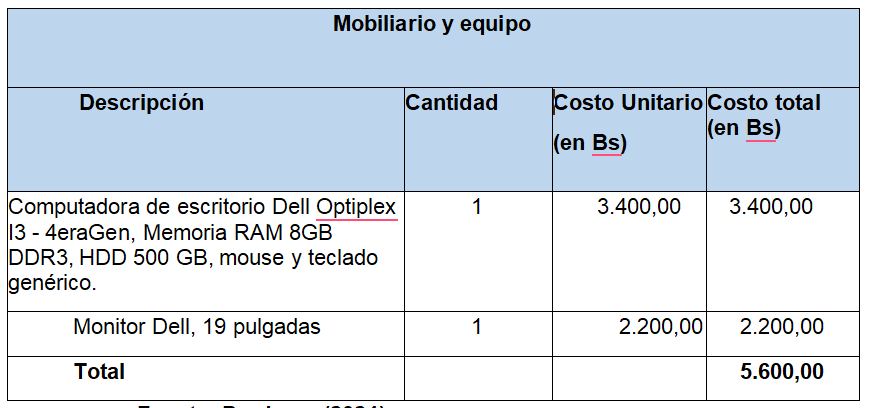 Mobiliario y equipo
Descripción Cantidad Costo Unitario (en Bs) Costo total (en Bs)
Computadora de escritorio Dell Optiplex 1 3.400,00 3.400,00
I3 - 4eraGen, Memoria RAM 8GB
DDR3, HDD 500 GB, mouse y teclado
genérico.
Monitor Dell, 19 pulgadas 1 2.200,00 2.200,00
Total 5.600,00